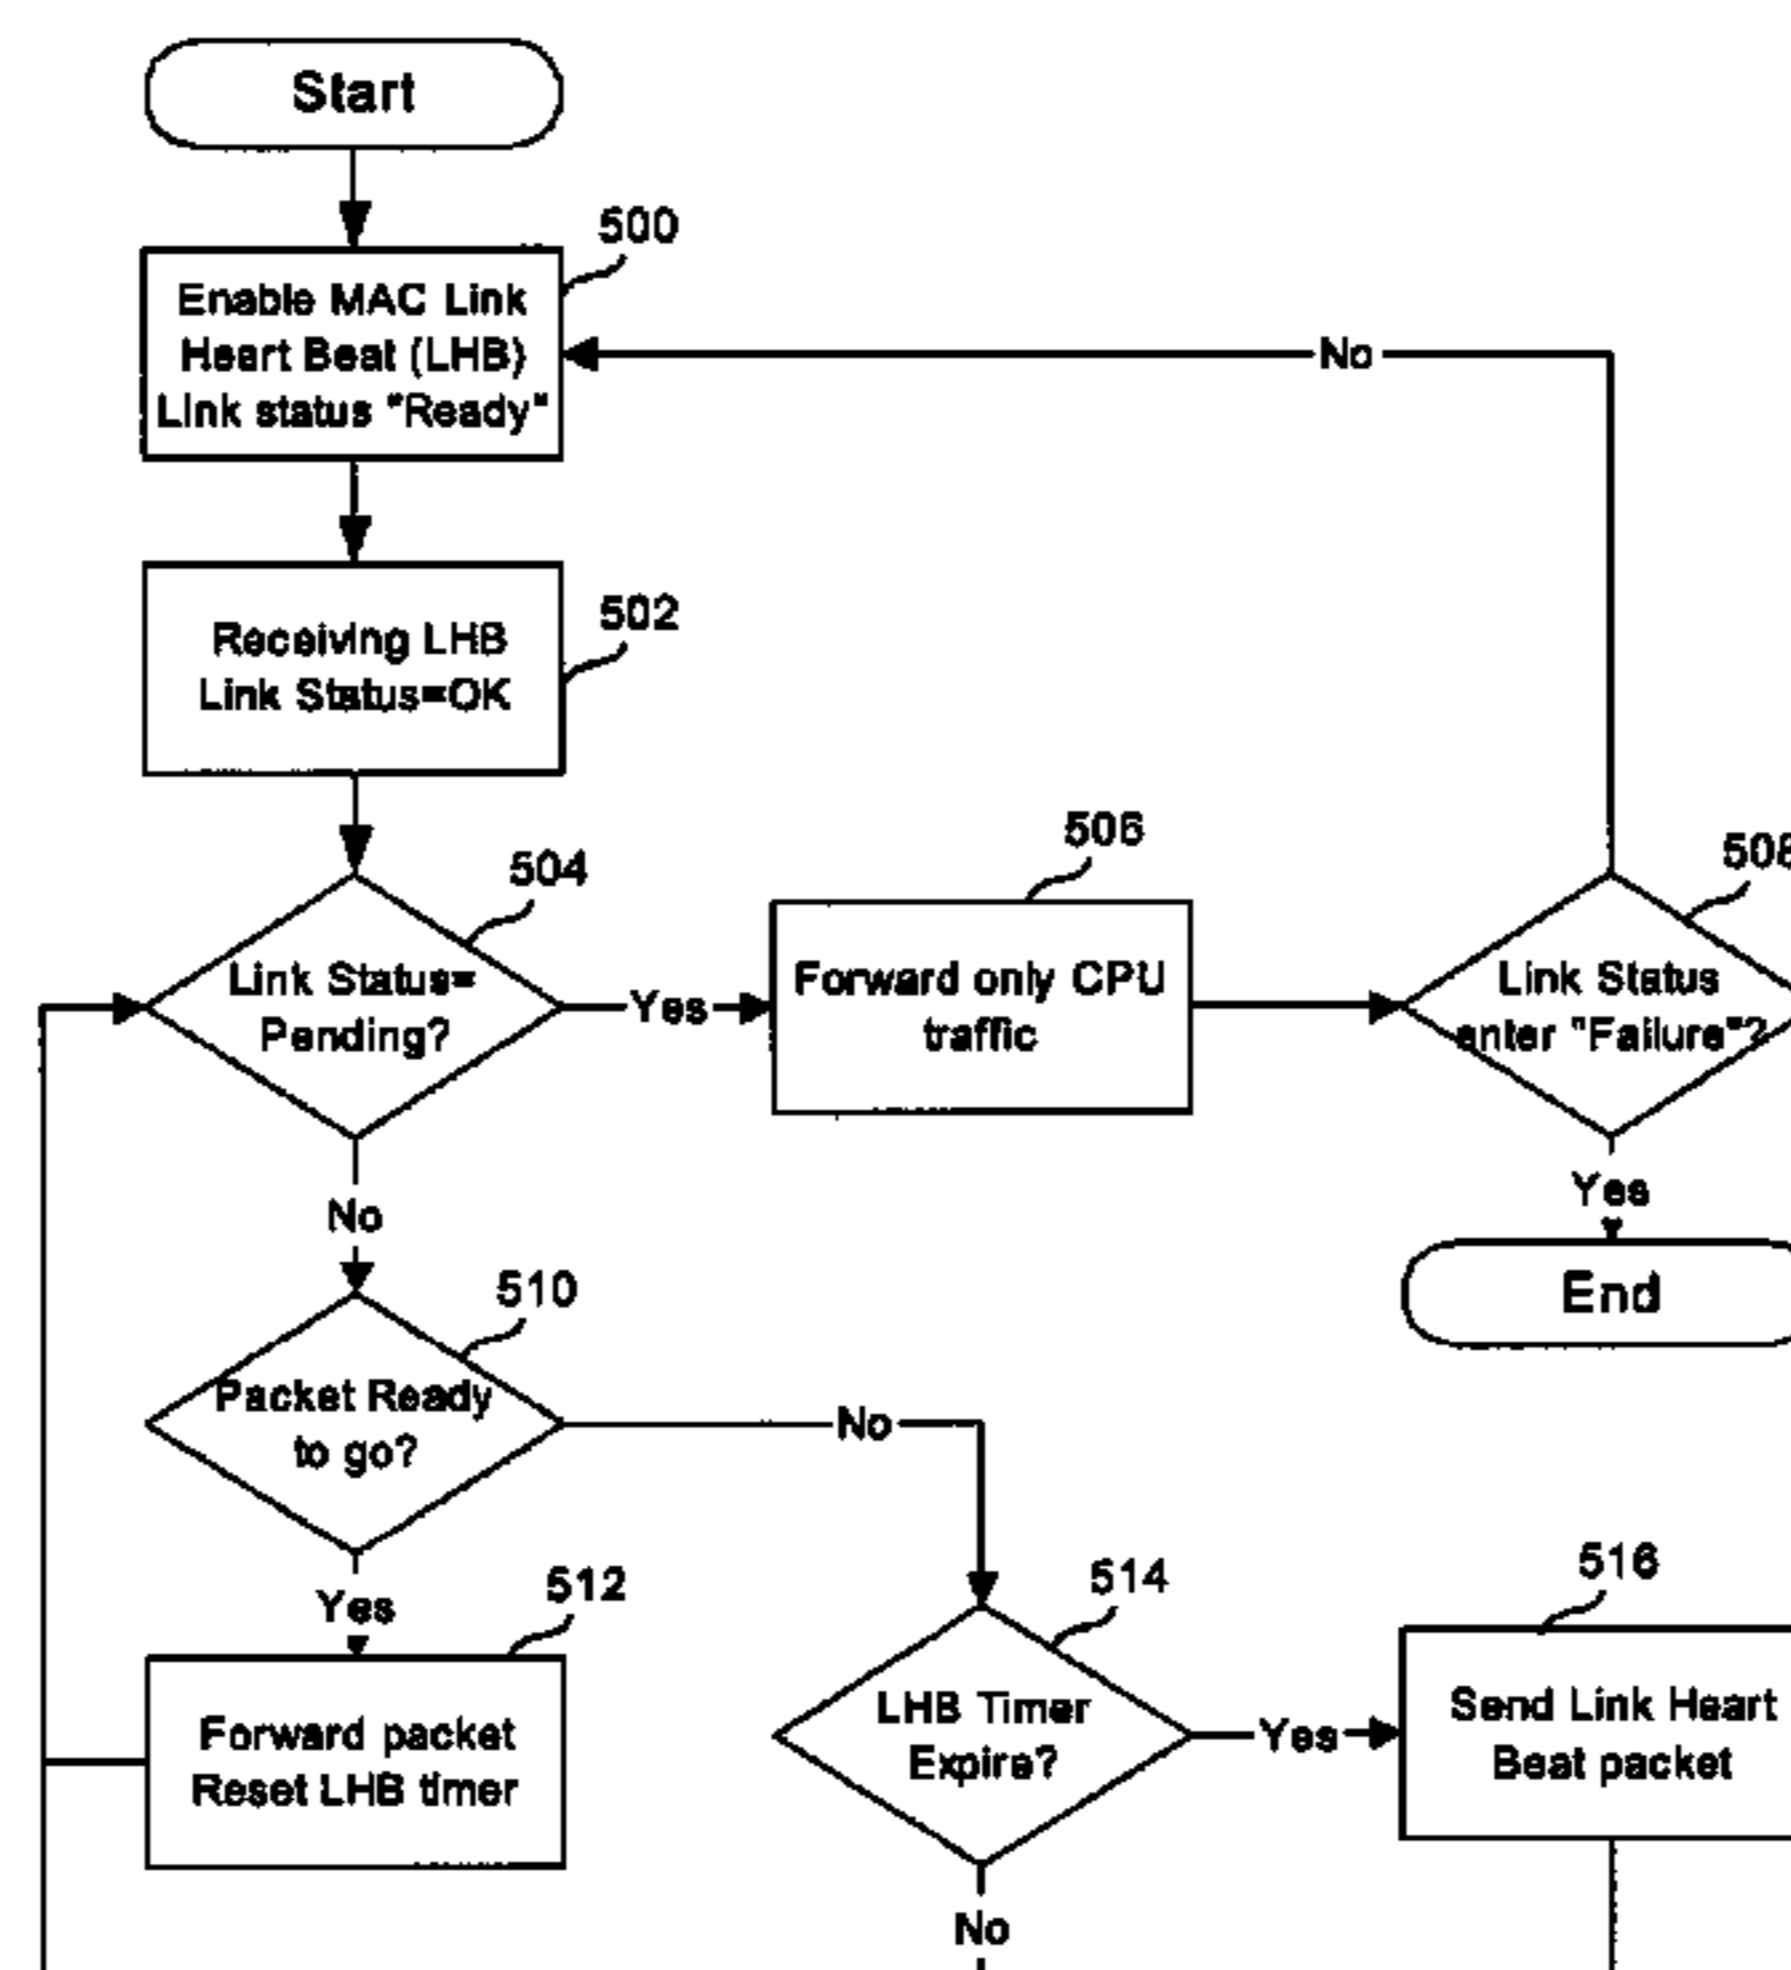 Start
500
Enable MAC Link
Heart Beat (LHB)
Link status "Ready"
No
502
Receiving LHB
Link Status=OK
504
Link Status=
Pending?
Yes
506
Forward only CPU
traffic
508
Link Status
enter "Failure"?
Yes
End
No
510
Packet Ready
to go?
No
Yes
512
Forward packet
Reset LHB timer
514
LHB Timer
Expire?
Yes
516
Send Link Heart
Beat packet
No